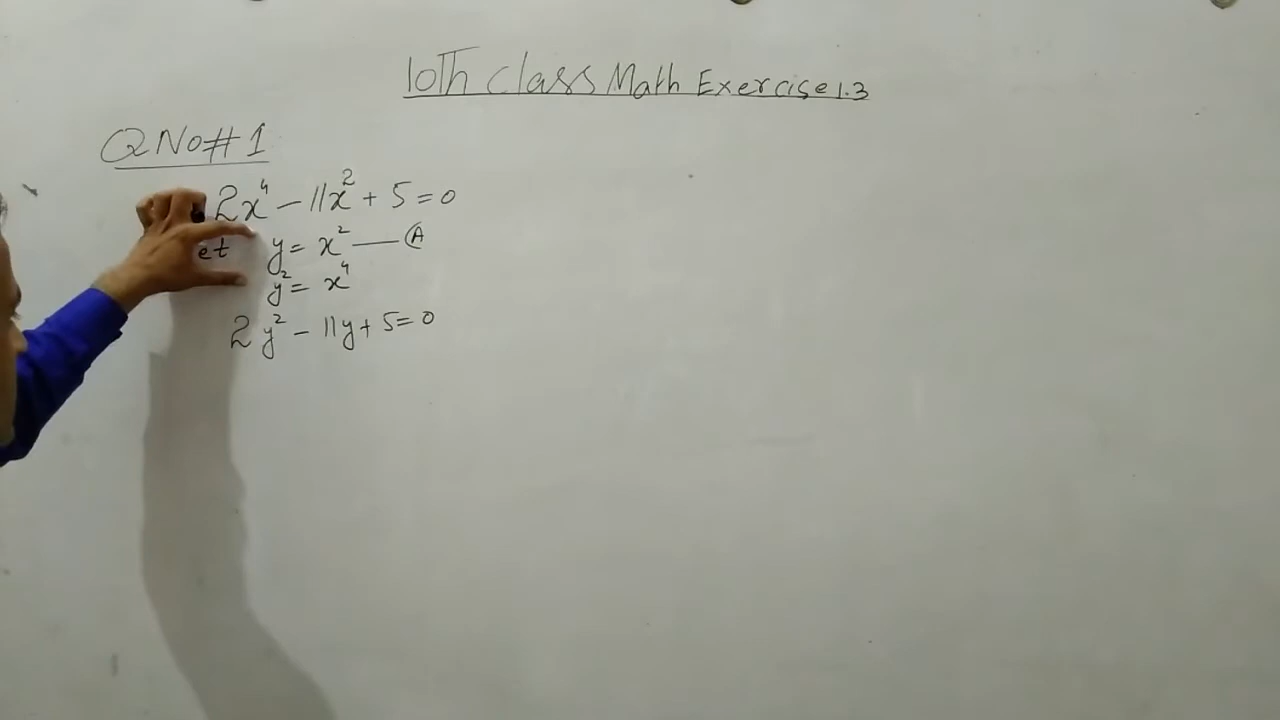 10Th Class Math Exercise 1.3
Q No# 1
2x⁴ - 11x² + 5 = 0
et y = x² — Ⓐ
y² = x⁴
2y² - 11y + 5 = 0